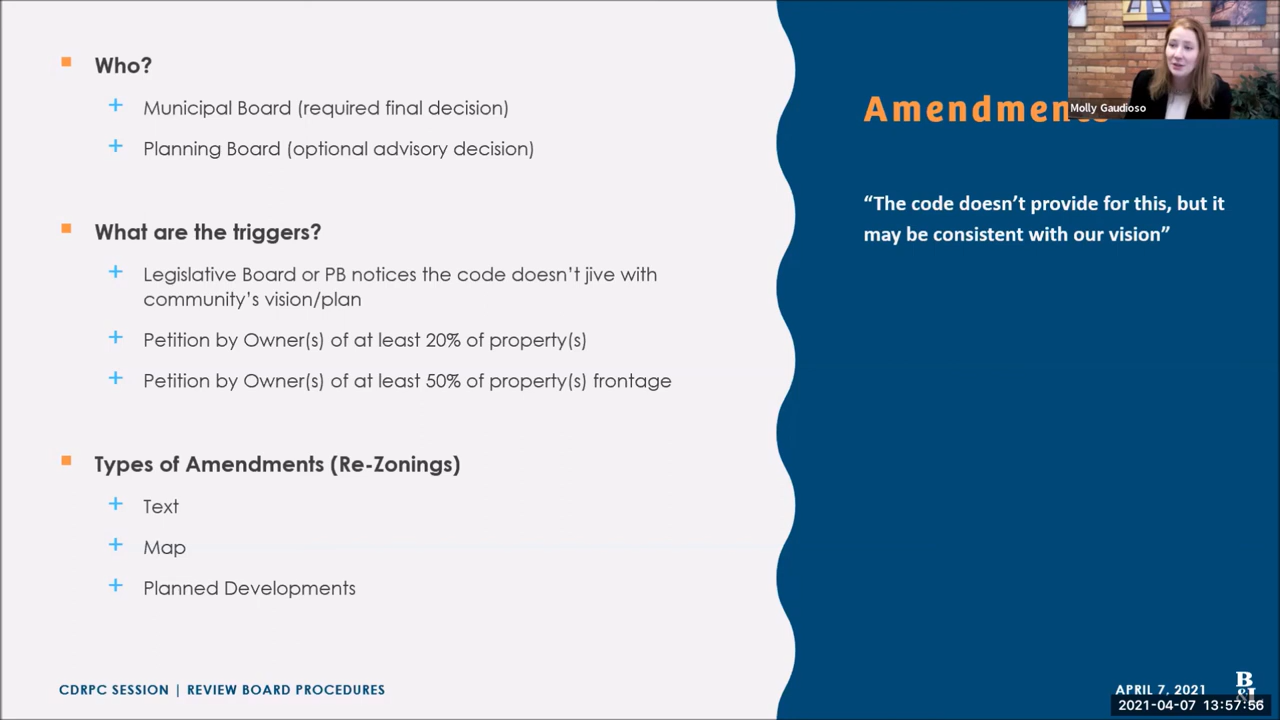 Who?
Municipal Board (required final decision)
Planning Board (optional advisory decision)
What are the triggers?
Legislative Board or PB notices the code doesn't jive with
community's vision/plan
Petition by Owner(s) of at least 20% of property(s)
Petition by Owner(s) of at least 50% of property(s) frontage
Types of Amendments (Re-Zonings)
Text
Map
Planned Developments
CDRPC SESSION | REVIEW BOARD PROCEDURES
Molly Gaudioso
Amendments
“The code doesn't provide for this, but it
may be consistent with our vision”
APRIL 7, 2021
B&L
2021-04-07 13:57:56